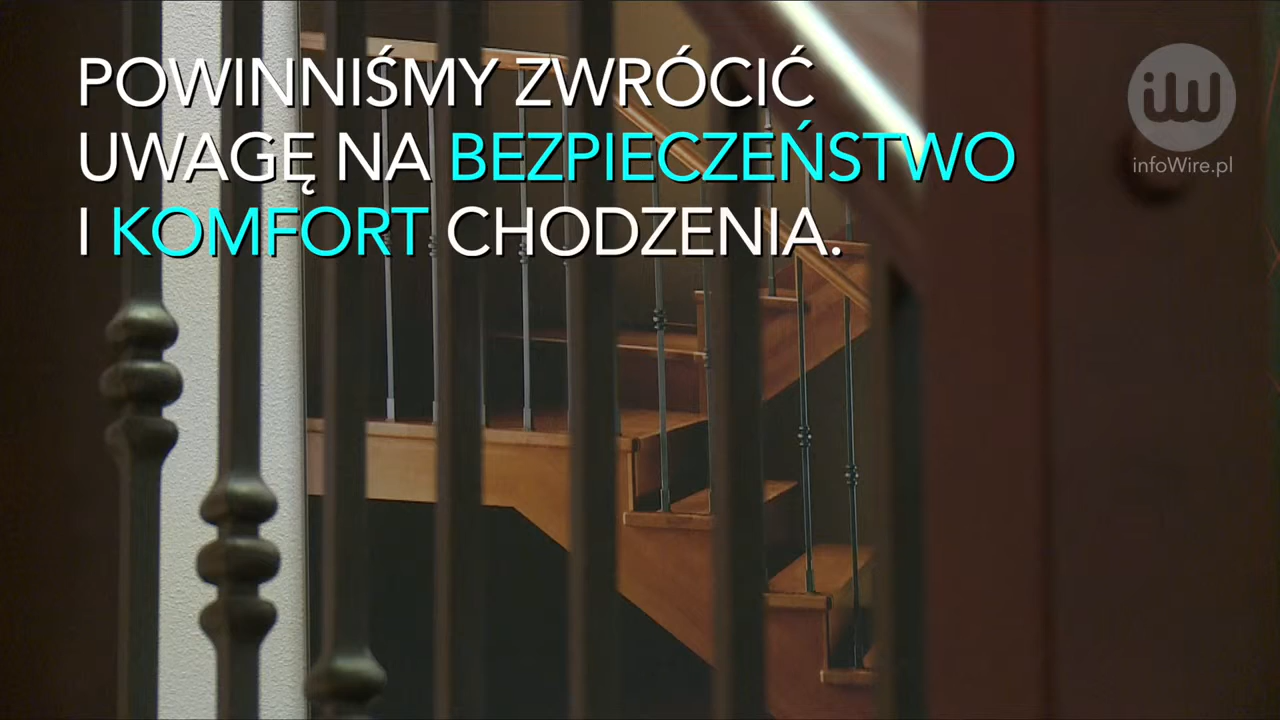 POWINNIŚMY ZWRÓCIĆ
UWAGĘ NA BEZPIECZEŃSTWO
I KOMFORT CHODZENIA.
iw
infoWire.pl